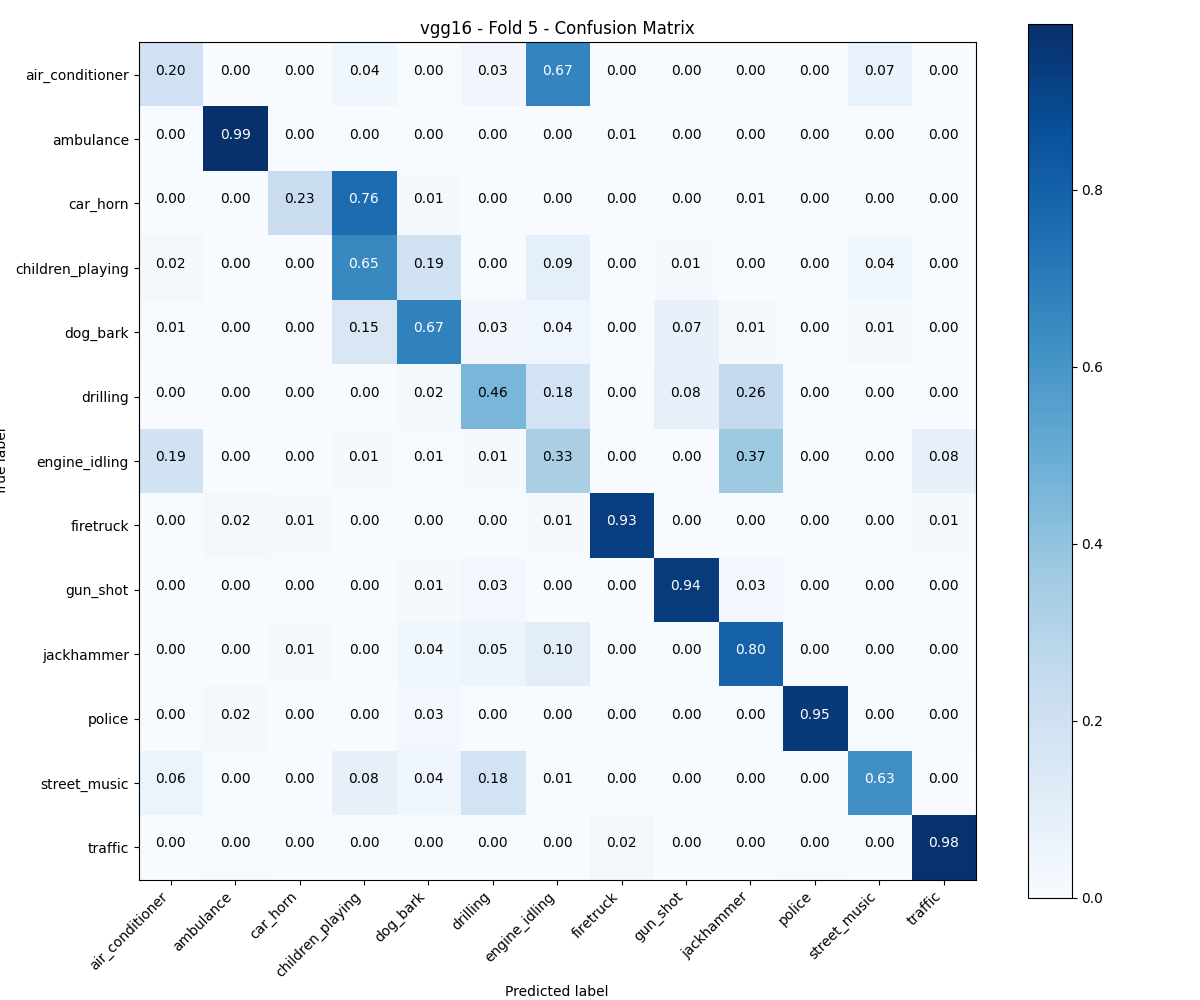 vgg16 - Fold 5 - Confusion Matrix
air_conditioner 0.20 0.00 0.00 0.04 0.00 0.03 0.67 0.00 0.00 0.00 0.00 0.07 0.00
ambulance 0.00 0.99 0.00 0.00 0.00 0.00 0.00 0.01 0.00 0.00 0.00 0.00 0.00
car_horn 0.00 0.00 0.23 0.76 0.01 0.00 0.00 0.00 0.00 0.01 0.00 0.00 0.00
0.8
children_playing 0.02 0.00 0.00 0.65 0.19 0.00 0.09 0.00 0.01 0.00 0.00 0.04 0.00
dog_bark 0.01 0.00 0.00 0.15 0.67 0.03 0.04 0.00 0.07 0.01 0.00 0.01 0.00
0.6
drilling 0.00 0.00 0.00 0.00 0.02 0.46 0.18 0.00 0.08 0.26 0.00 0.00 0.00
engine_idling 0.19 0.00 0.00 0.01 0.01 0.01 0.33 0.00 0.00 0.37 0.00 0.00 0.08
firetruck 0.00 0.02 0.01 0.00 0.00 0.00 0.01 0.93 0.00 0.00 0.00 0.00 0.01
0.4
gun_shot 0.00 0.00 0.00 0.00 0.01 0.03 0.00 0.00 0.94 0.03 0.00 0.00 0.00
jackhammer 0.00 0.00 0.01 0.00 0.04 0.05 0.10 0.00 0.00 0.80 0.00 0.00 0.00
police 0.00 0.02 0.00 0.00 0.03 0.00 0.00 0.00 0.00 0.00 0.95 0.00 0.00
0.2
street_music 0.06 0.00 0.00 0.08 0.04 0.18 0.01 0.00 0.00 0.00 0.00 0.63 0.00
traffic 0.00 0.00 0.00 0.00 0.00 0.00 0.00 0.02 0.00 0.00 0.00 0.00 0.98
0.0
air_conditioner ambulance car_horn children_playing dog_bark drilling engine_idling firetruck gun_shot jackhammer police street_music traffic
Predicted label
label